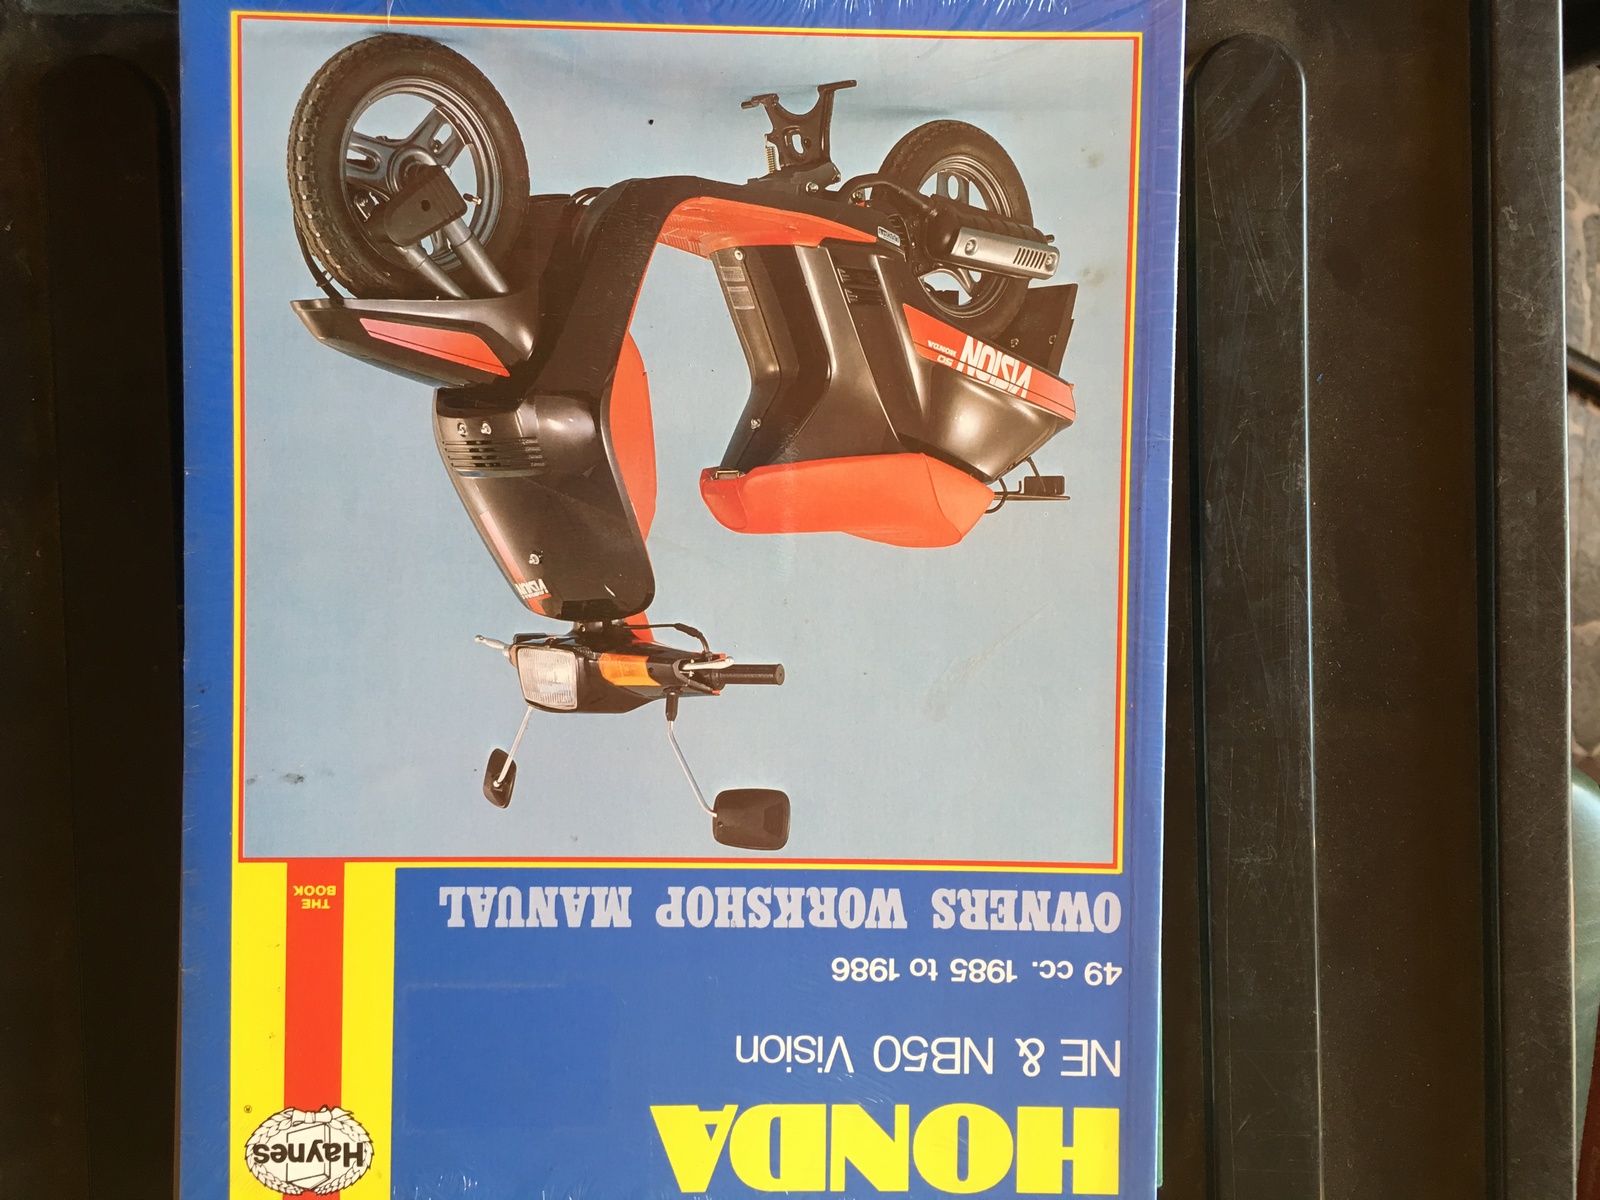 HONDA
NE & NB50 Vision
49 cc. 1985 to 1986
OWNERS WORKSHOP MANUAL
Haynes
®
THE
BOOK
VISION
VISION
50
HONDA